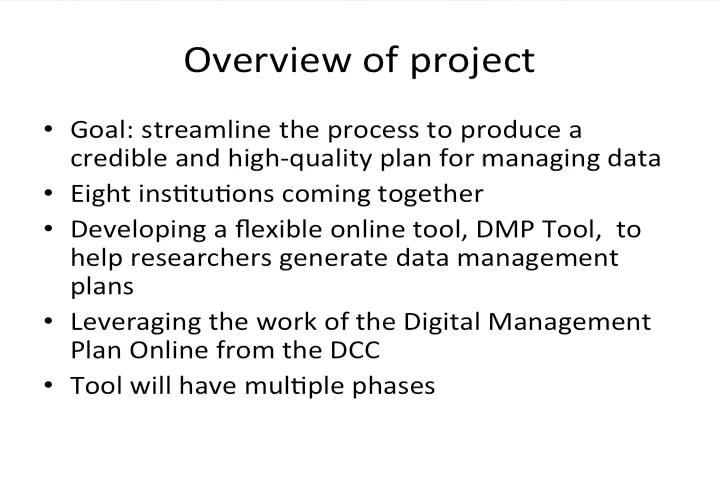 Overview of project
• Goal: streamline the process to produce a
credible and high-quality plan for managing data
• Eight institutions coming together
• Developing a flexible online tool, DMP Tool,  to
help researchers generate data management
plans
• Leveraging the work of the Digital Management
Plan Online from the DCC
• Tool will have multiple phases